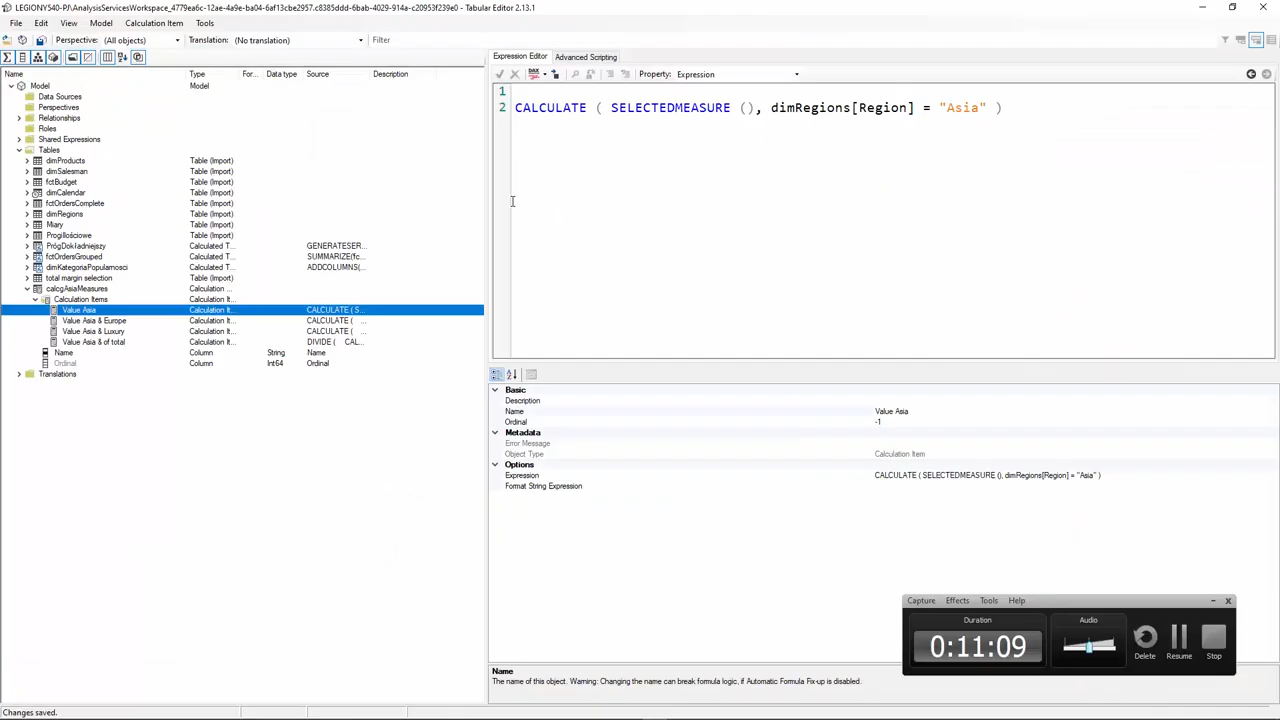 LEGIONY540-PJ\AnalysisServicesWorkspace_4779ea6c-12ae-4a9e-ba04-6af13cbe2957.c8385ddd-6bab-4029-914a-c20953f239e0 - Tabular Editor 2.13.1
File Edit View Model Calculation Item Tools
Perspective: (All objects) Translation: (No translation) Filter
Expression Editor Advanced Scripting
Property: Expression
Name Type For... Data type Source Description
Model Model
Data Sources
Perspectives
Relationships
Roles
Shared Expressions
Tables
dimProducts Table (Import)
dimSalesman Table (Import)
fctBudget Table (Import)
dimCalendar Table (Import)
fctOrdersComplete Table (Import)
dimRegions Table (Import)
Miary Table (Import)
ProgiIlościowe Table (Import)
PrógDokładniejszy Calculated T... GENERATESER...
fctOrdersGrouped Calculated T... SUMMARIZE(fc...
dimKategoriaPopularnosci Calculated T... ADDCOLUMNS(...
total margin selection Table (Import)
calcgAsiaMeasures Calculation ...
Calculation Items Calculation It...
Value Asia Calculation It... CALCULATE ( S...
Value Asia & Europe Calculation It... CALCULATE ( ...
Value Asia & Luxury Calculation It... CALCULATE ( ...
Value Asia & of total Calculation It... DIVIDE ( CAL...
Name Column String Name
Ordinal Column Int64 Ordinal
Translations
1
2 CALCULATE ( SELECTEDMEASURE (), dimRegions[Region] = "Asia" )
Basic
Description
Name Value Asia
Ordinal -1
Metadata
Error Message
Object Type Calculation Item
Options
Expression CALCULATE ( SELECTEDMEASURE (), dimRegions[Region] = "Asia" )
Format String Expression
Capture Effects Tools Help
Duration Audio
0:11:09
Delete Resume Stop
Name
The name of this object. Warning: Changing the name can break formula logic, if Automatic Formula Fix-up is disabled.
Changes saved.